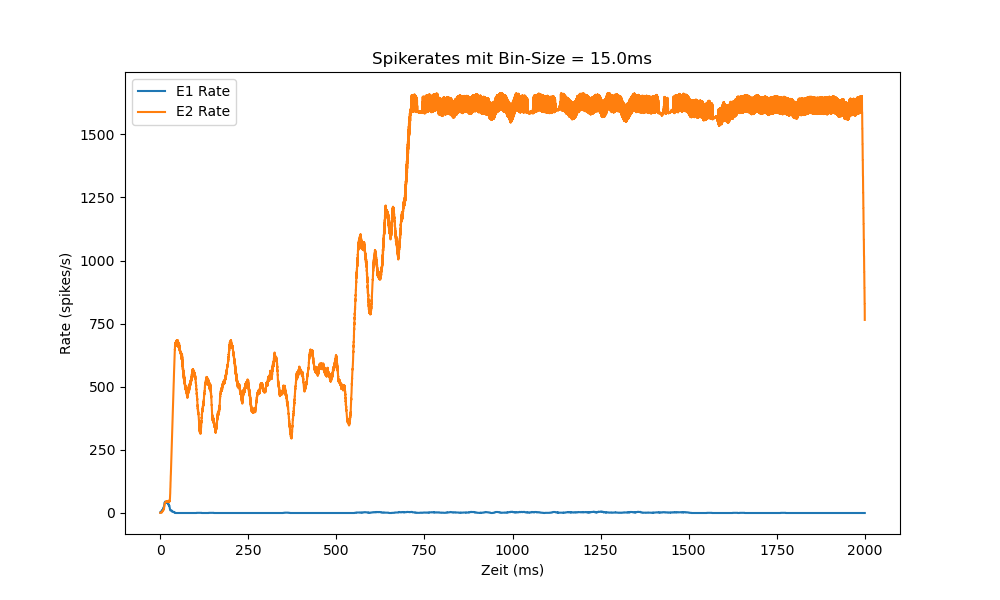 Spikerates mit Bin-Size = 15.0ms
E1 Rate
E2 Rate
1500
1250
1000
750
500
250
0
Rate (spikes/s)
0 250 500 750 1000 1250 1500 1750 2000
Zeit (ms)